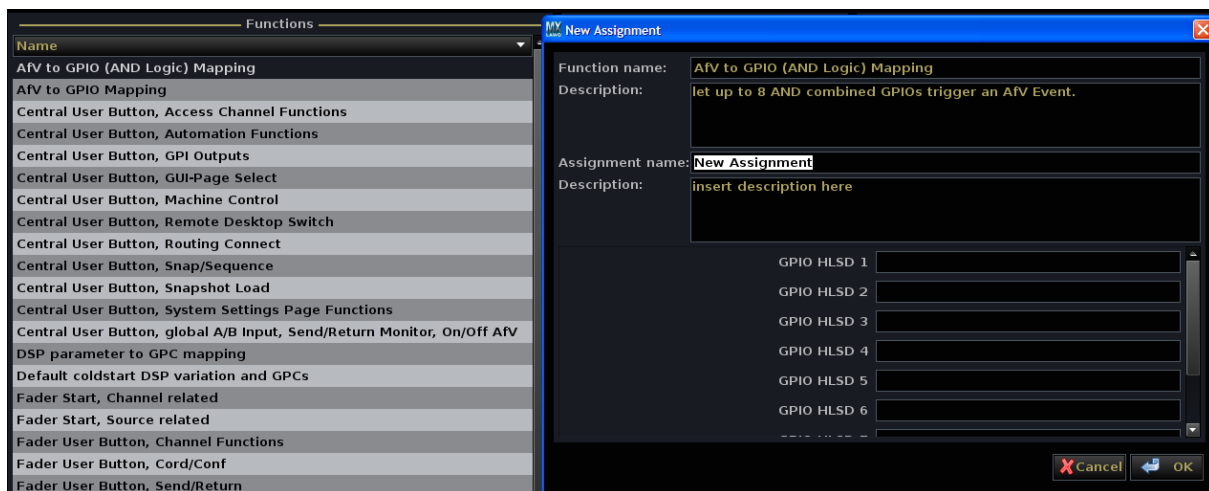 Functions
Name
AfV to GPIO (AND Logic) Mapping
AfV to GPIO Mapping
Central User Button, Access Channel Functions
Central User Button, Automation Functions
Central User Button, GPI Outputs
Central User Button, GUI-Page Select
Central User Button, Machine Control
Central User Button, Remote Desktop Switch
Central User Button, Routing Connect
Central User Button, Snap/Sequence
Central User Button, Snapshot Load
Central User Button, System Settings Page Functions
Central User Button, global A/B Input, Send/Return Monitor, On/Off AfV
DSP parameter to GPC mapping
Default coldstart DSP variation and GPCs
Fader Start, Channel related
Fader Start, Source related
Fader User Button, Channel Functions
Fader User Button, Cord/Conf
Fader User Button, Send/Return
MX LAWO New Assignment
Function name: AfV to GPIO (AND Logic) Mapping
Description: let up to 8 AND combined GPIOs trigger an AfV Event.
Assignment name: New Assignment
Description: insert description here
GPIO HLSD 1
GPIO HLSD 2
GPIO HLSD 3
GPIO HLSD 4
GPIO HLSD 5
GPIO HLSD 6
Cancel OK